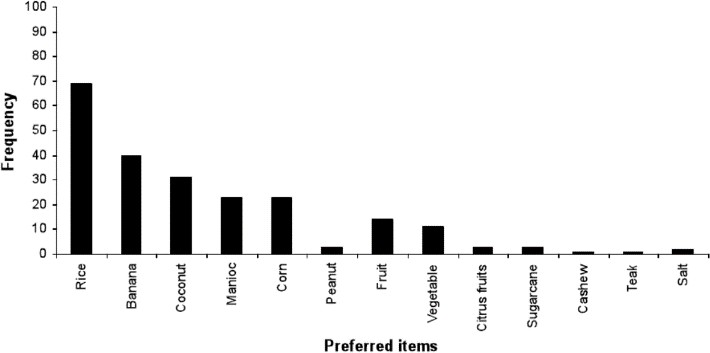 100
90
80
70
60
50
40
30
20
10
0
Frequency
Rice
Banana
Coconut
Manioc
Corn
Peanut
Fruit
Vegetable
Citrus fruits
Sugarcane
Cashew
Teak
Salt
Preferred items